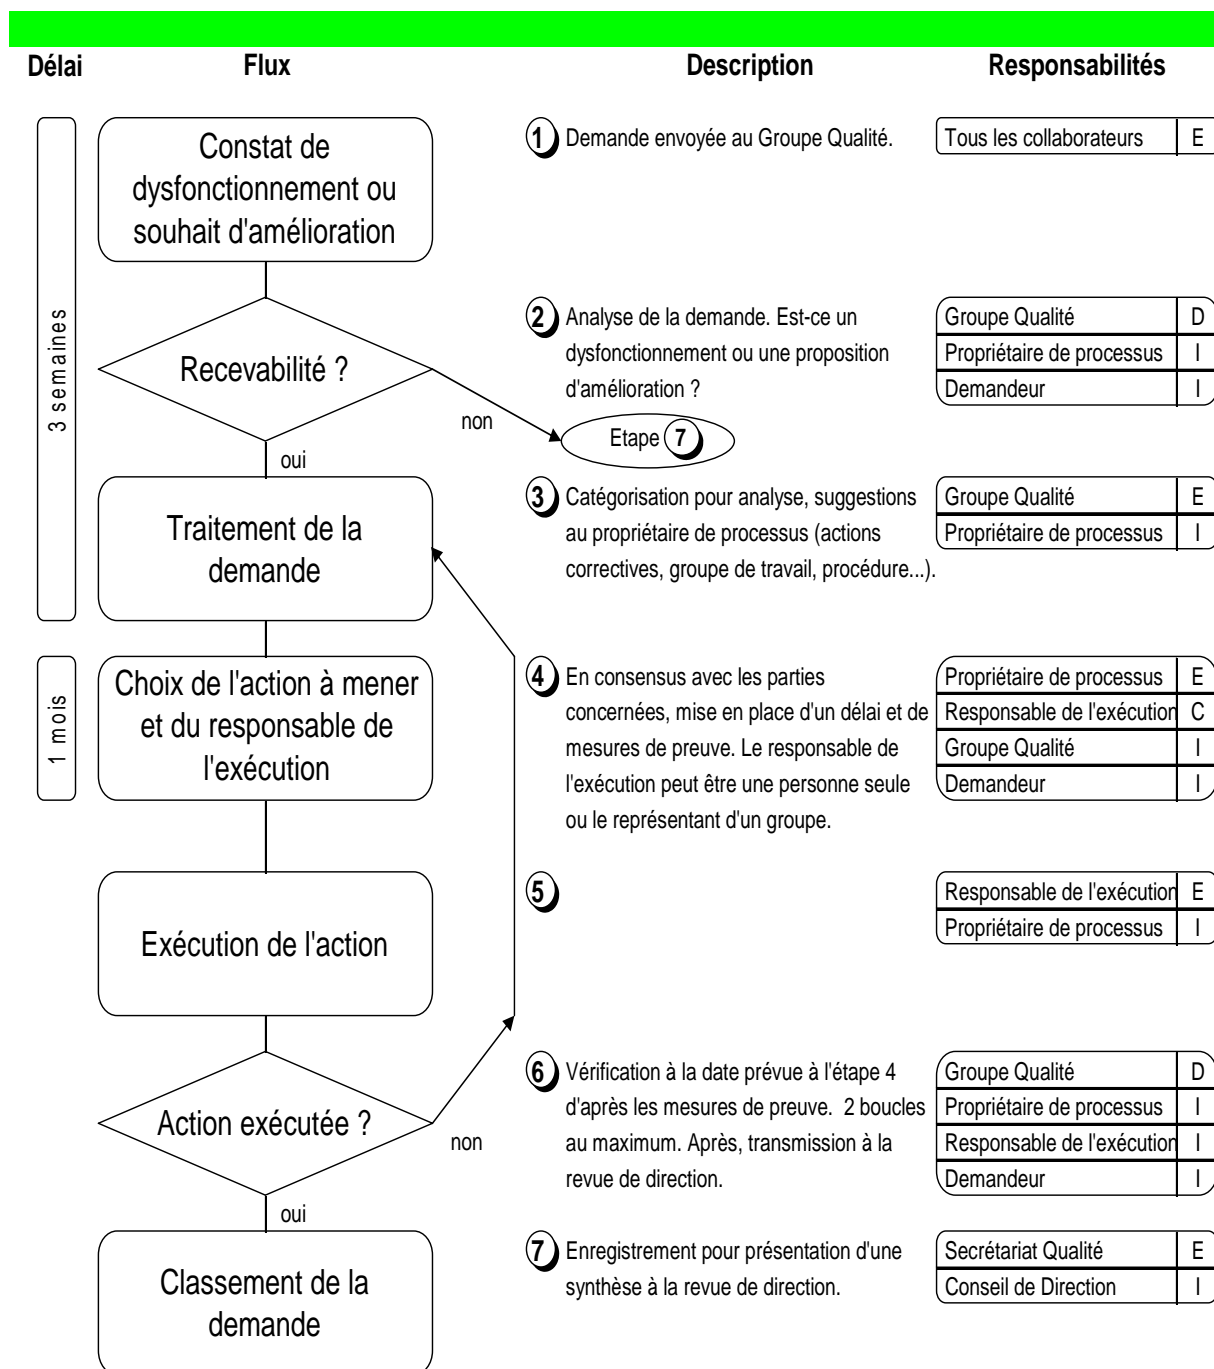 Délai Flux Description Responsabilités
3 semaines
Constat de
dysfonctionnement ou
souhait d'amélioration
1 Demande envoyée au Groupe Qualité.
Tous les collaborateurs E
Recevabilité ?
non
oui
2 Analyse de la demande. Est-ce un
dysfonctionnement ou une proposition
d'amélioration ?
Etape 7
Groupe Qualité D
Propriétaire de processus I
Demandeur I
Traitement de la
demande
3 Catégorisation pour analyse, suggestions
au propriétaire de processus (actions
correctives, groupe de travail, procédure...).
Groupe Qualité E
Propriétaire de processus I
1 mois
Choix de l'action à mener
et du responsable de
l'exécution
4 En consensus avec les parties
concernées, mise en place d'un délai et de
mesures de preuve. Le responsable de
l'exécution peut être une personne seule
ou le représentant d'un groupe.
Propriétaire de processus E
Responsable de l'exécution C
Groupe Qualité I
Demandeur I
Exécution de l'action
5
Responsable de l'exécution E
Propriétaire de processus I
Action exécutée ?
non
oui
6 Vérification à la date prévue à l'étape 4
d'après les mesures de preuve. 2 boucles
au maximum. Après, transmission à la
revue de direction.
Groupe Qualité D
Propriétaire de processus I
Responsable de l'exécution I
Demandeur I
Classement de la
demande
7 Enregistrement pour présentation d'une
synthèse à la revue de direction.
Secrétariat Qualité E
Conseil de Direction I